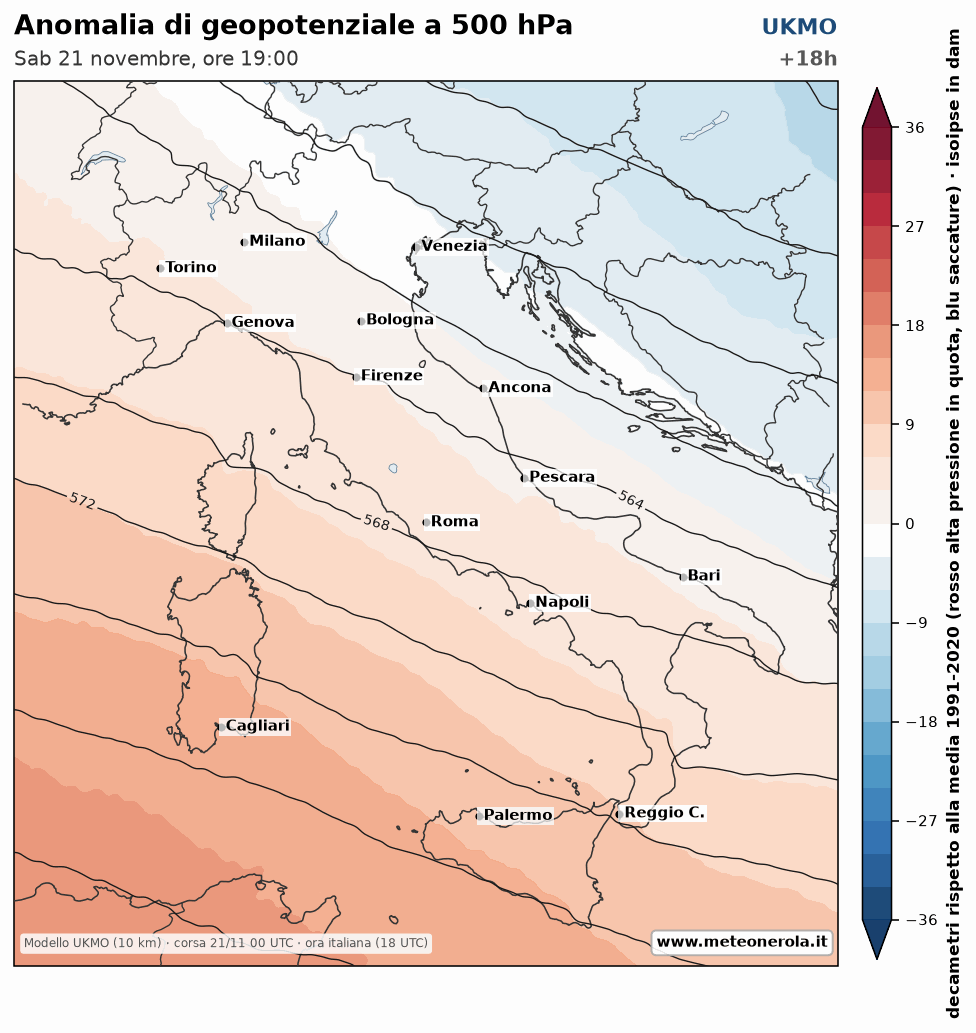 Anomalia di geopotenziale a 500 hPa
UKMO
Sab 21 novembre, ore 19:00
+18h
Milano
Venezia
Torino
Genova
Bologna
Firenze
Ancona
Pescara
564
572
568
Roma
Bari
Napoli
Cagliari
Palermo
Reggio C.
Modello UKMO (10 km) · corsa 21/11 00 UTC · ora italiana (18 UTC)
www.meteonerola.it
36
27
18
9
0
−9
−18
−27
−36
decametri rispetto alla media 1991-2020 (rosso alta pressione in quota, blu saccature) · isoipse in dam